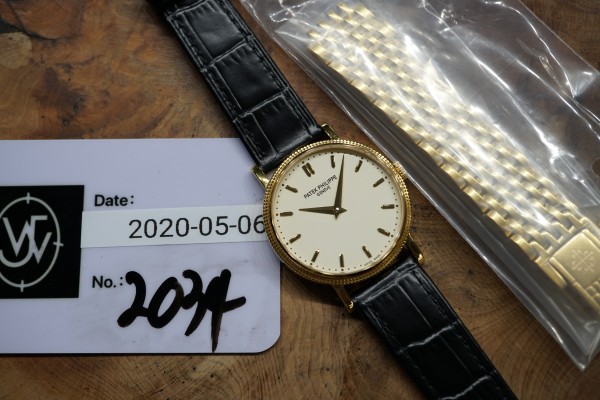 Date:
2020-05-06
No.: 2034
PATEK PHILIPPE
GENEVE